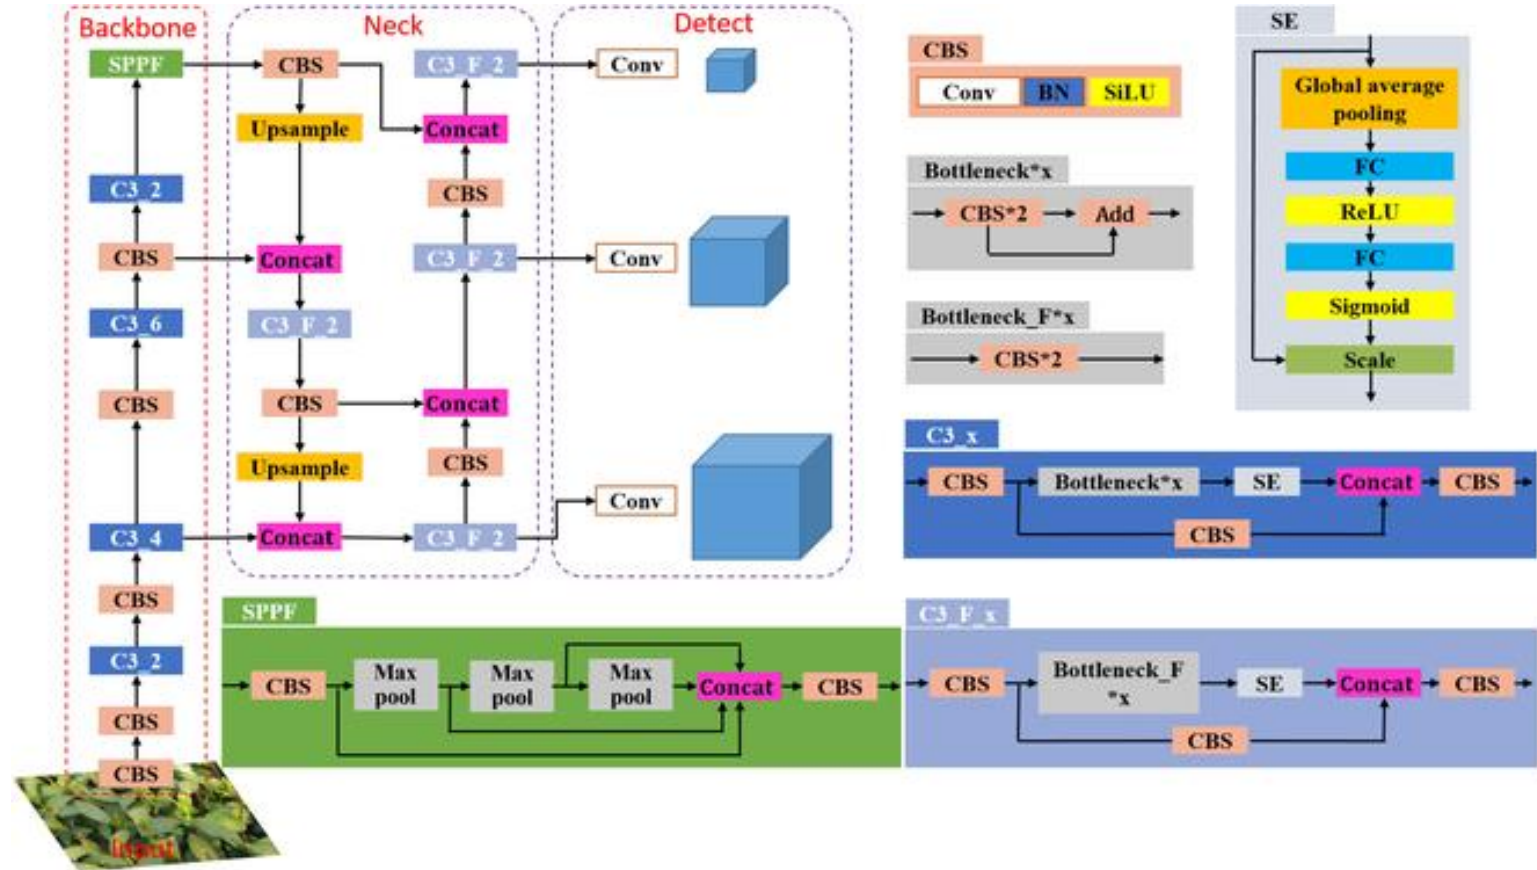 Backbone
SPPF
C3_2
CBS
C3_6
CBS
C3_4
CBS
C3_2
CBS
CBS
Input
Neck
CBS
Upsample
Concat
C3_F_2
CBS
Upsample
Concat
C3_F_2
Concat
CBS
C3_F_2
Concat
CBS
C3_F_2
Detect
Conv
Conv
Conv
CBS
Conv BN SiLU
Bottleneck*x
CBS*2 Add
Bottleneck_F*x
CBS*2
SE
Global average
pooling
FC
ReLU
FC
Sigmoid
Scale
C3_x
CBS Bottleneck*x SE Concat CBS
CBS
SPPF
CBS
Max
pool
Max
pool
Max
pool
Concat
CBS
C3_F_x
CBS
Bottleneck_F
*x
SE
Concat
CBS
CBS